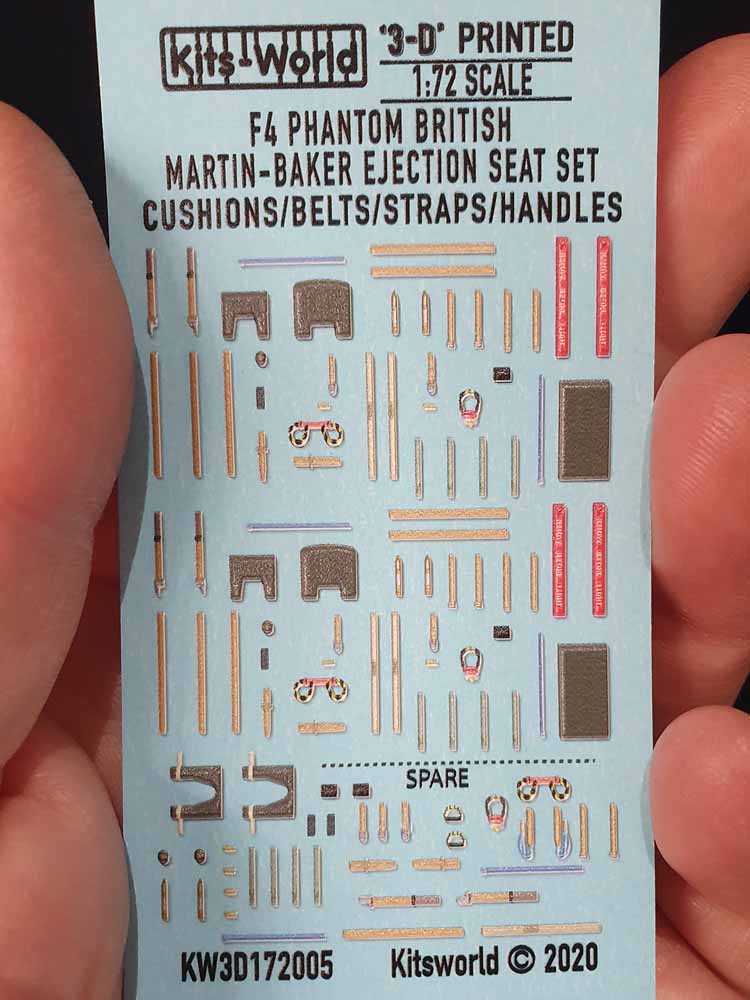 Kits-World
"3-D" PRINTED
1:72 SCALE
F4 PHANTOM BRITISH
MARTIN-BAKER EJECTION SEAT SET
CUSHIONS/BELTS/STRAPS/HANDLES
SPARE
KW3D172005
Kitsworld © 2020